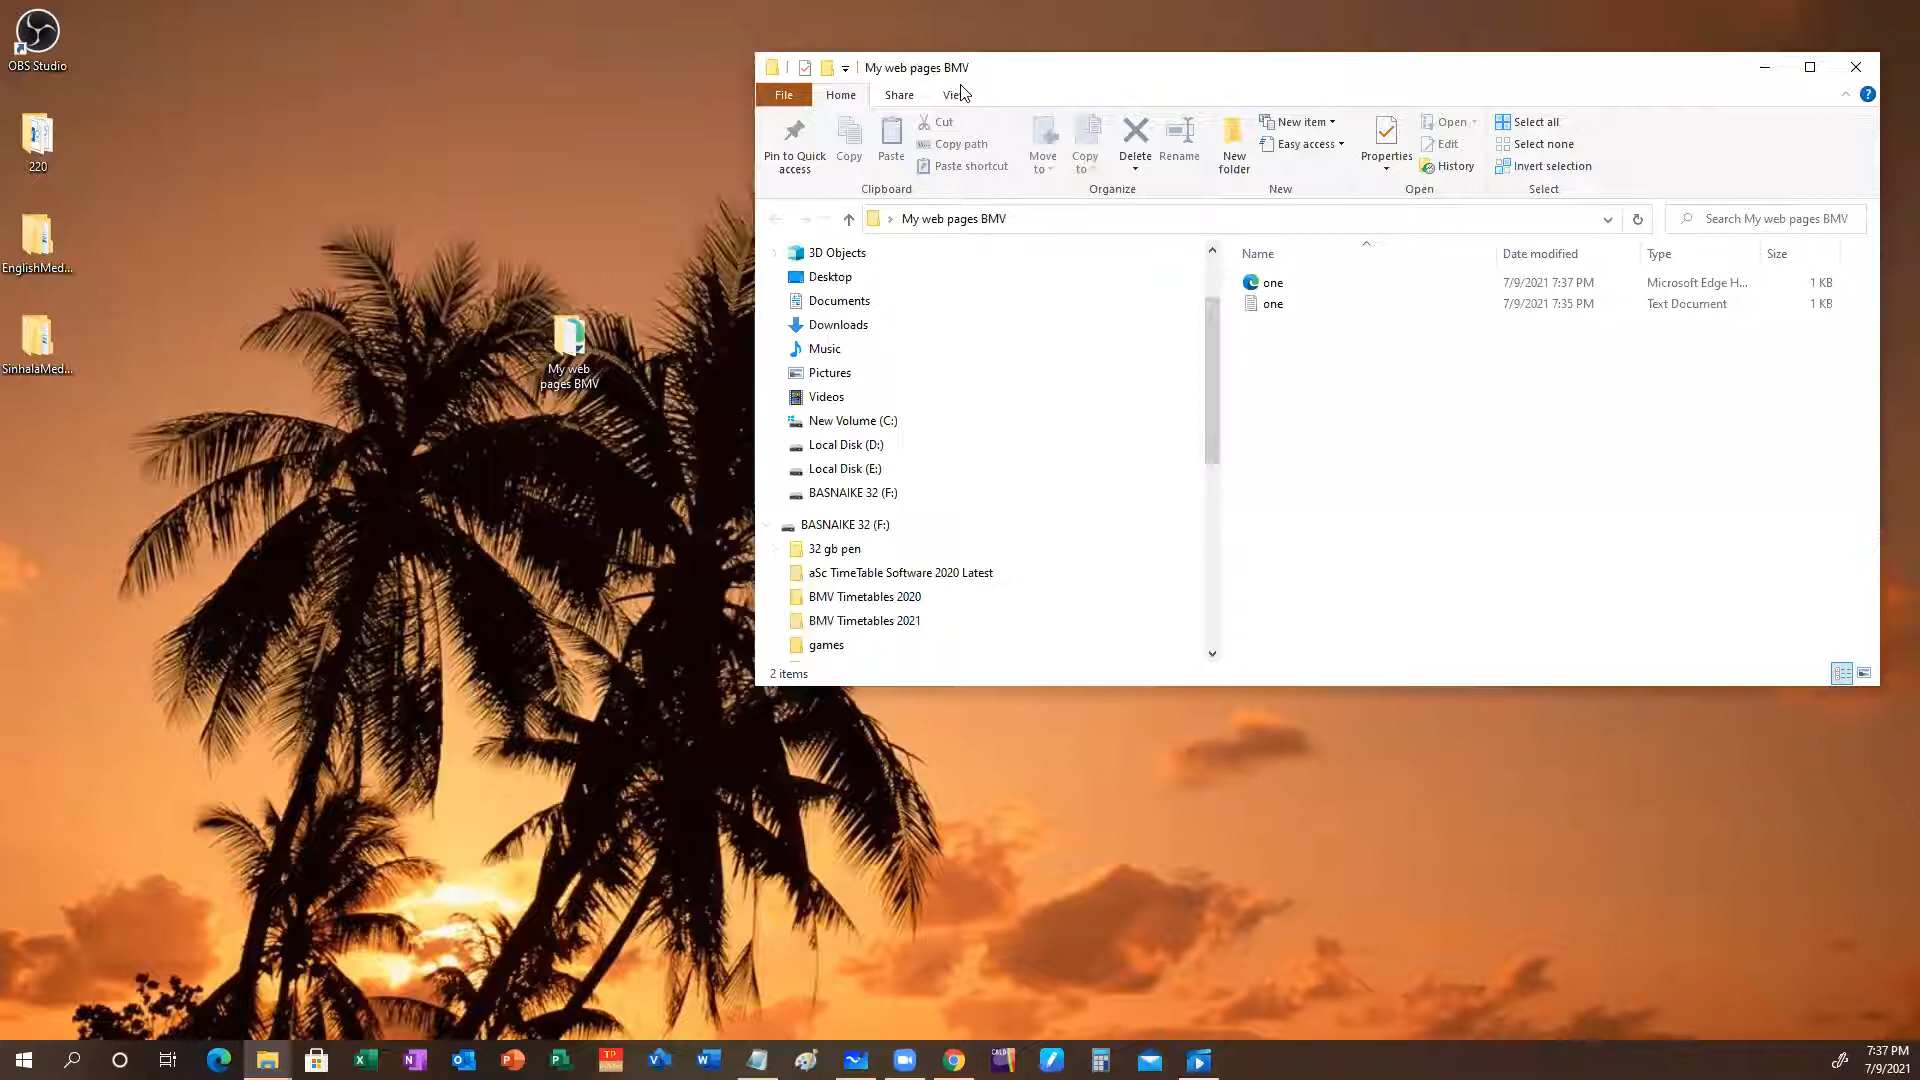 OBS Studio
220
EnglishMed...
SinhalaMed...
My web
pages BMV
My web pages BMV
File Home Share Vie
Pin to Quick
access
Copy
Paste
Cut
Copy path
Paste shortcut
Clipboard
Move
to
Copy
to
Delete
Rename
Organize
New
folder
New item
Easy access
New
Properties
Open
Edit
History
Open
Select all
Select none
Invert selection
Select
My web pages BMV
Search My web pages BMV
3D Objects
Desktop
Documents
Downloads
Music
Pictures
Videos
New Volume (C:)
Local Disk (D:)
Local Disk (E:)
BASNAIKE 32 (F:)
BASNAIKE 32 (F:)
32 gb pen
aSc TimeTable Software 2020 Latest
BMV Timetables 2020
BMV Timetables 2021
games
Name Date modified Type Size
one 7/9/2021 7:37 PM Microsoft Edge H... 1 KB
one 7/9/2021 7:35 PM Text Document 1 KB
2 items
CALD
7:37 PM
7/9/2021